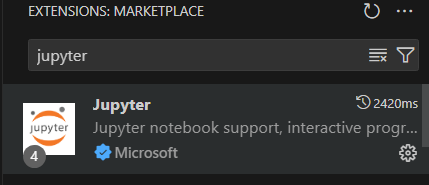 EXTENSIONS: MARKETPLACE
jupyter
Jupyter
2420ms
jupyter
Jupyter notebook support, interactive progr...
4
Microsoft